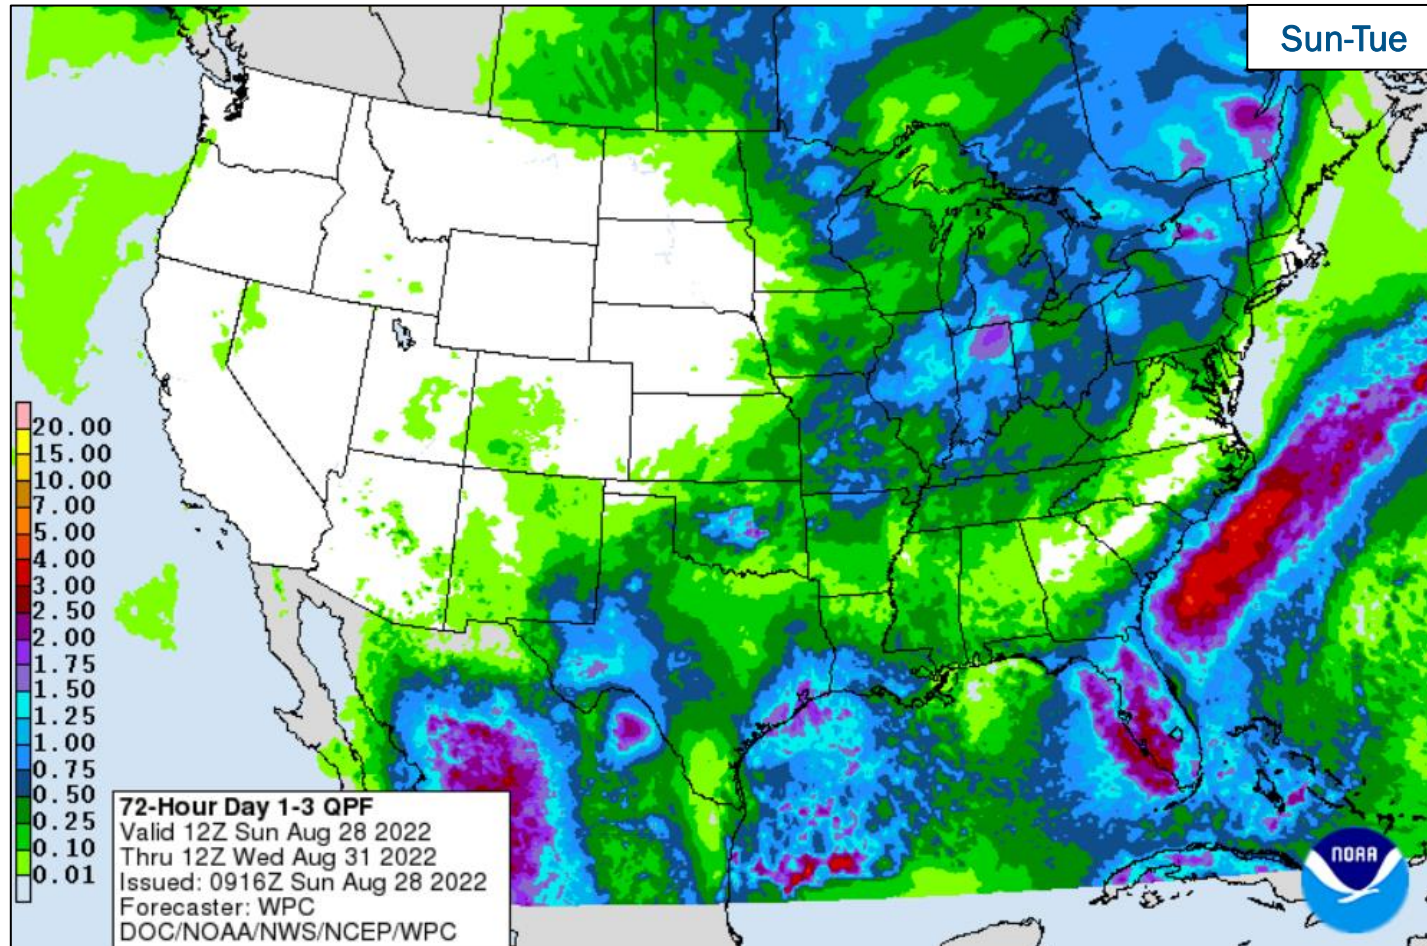 Sun-Tue
20.00
15.00
10.00
7.00
5.00
4.00
3.00
2.50
2.00
1.75
1.50
1.25
1.00
0.75
0.50
0.25
0.10
0.01
72-Hour Day 1-3 QPF
Valid 12Z Sun Aug 28 2022
Thru 12Z Wed Aug 31 2022
Issued: 0916Z Sun Aug 28 2022
Forecaster: WPC
DOC/NOAA/NWS/NCEP/WPC
NOAA